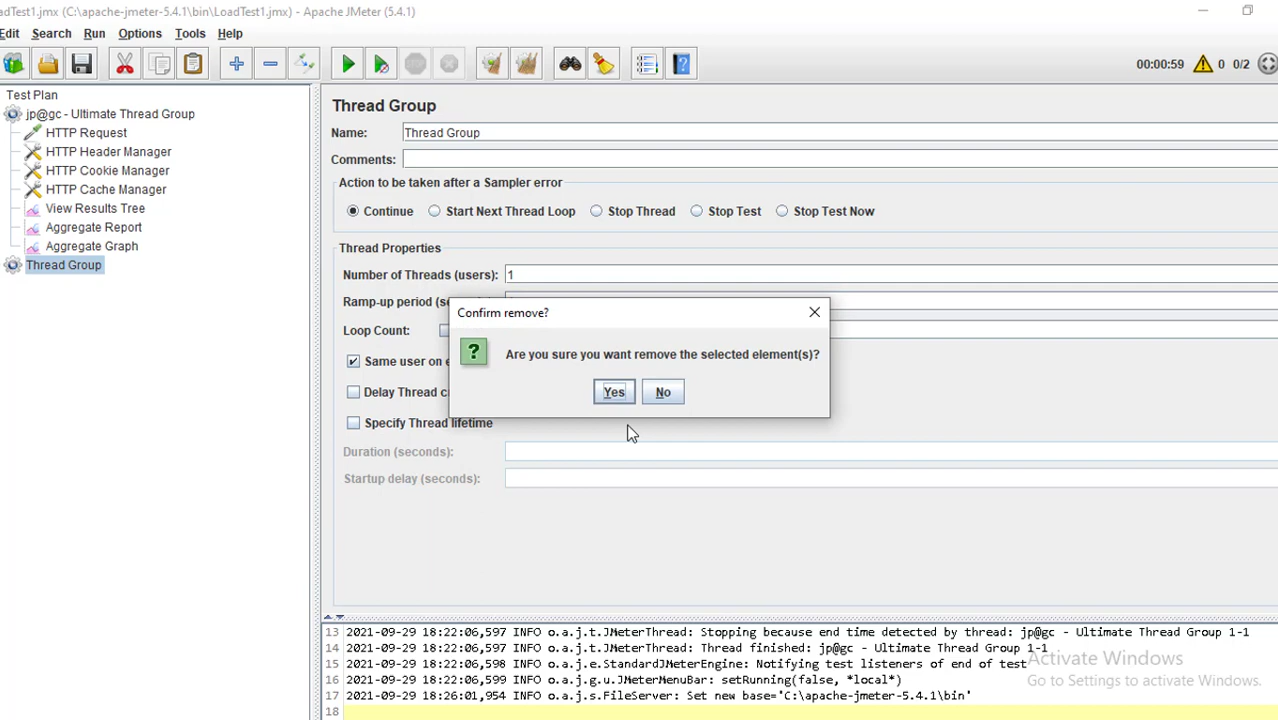 adTest1.jmx (C:\apache-jmeter-5.4.1\bin\LoadTest1.jmx) - Apache JMeter (5.4.1)
Edit Search Run Options Tools Help
00:00:59 0 0/2
Test Plan
jp@gc - Ultimate Thread Group
HTTP Request
HTTP Header Manager
HTTP Cookie Manager
HTTP Cache Manager
View Results Tree
Aggregate Report
Aggregate Graph
Thread Group
Thread Group
Name: Thread Group
Comments:
Action to be taken after a Sampler error
Continue Start Next Thread Loop Stop Thread Stop Test Stop Test Now
Thread Properties
Number of Threads (users): 1
Ramp-up period (se
Loop Count:
Same user on e
Delay Thread cr
Specify Thread lifetime
Duration (seconds):
Startup delay (seconds):
Confirm remove?
? Are you sure you want remove the selected element(s)?
Yes No
13 2021-09-29 18:22:06,597 INFO o.a.j.t.JMeterThread: Stopping because end time detected by thread: jp@gc - Ultimate Thread Group 1-1
14 2021-09-29 18:22:06,597 INFO o.a.j.t.JMeterThread: Thread finished: jp@gc - Ultimate Thread Group 1-1
15 2021-09-29 18:22:06,598 INFO o.a.j.e.StandardJMeterEngine: Notifying test listeners of end of test
16 2021-09-29 18:22:06,599 INFO o.a.j.g.u.JMeterMenuBar: setRunning(false, *local*)
17 2021-09-29 18:26:01,954 INFO o.a.j.s.FileServer: Set new base='C:\apache-jmeter-5.4.1\bin'
18
Activate Windows
Go to Settings to activate Windows.